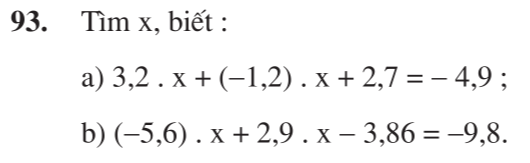 93. Tìm x, biết :
a) 3,2 . x + (–1,2) . x + 2,7 = – 4,9 ;
b) (–5,6) . x + 2,9 . x – 3,86 = –9,8.